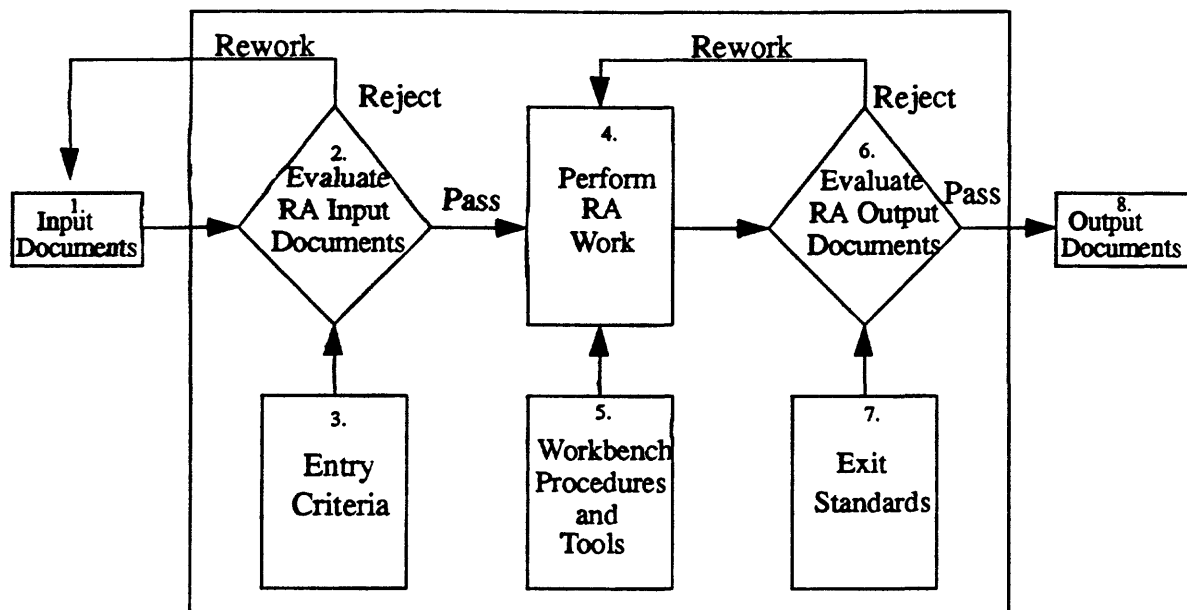 Rework
Reject
1.
Input
Documents
2.
Evaluate
RA Input
Documents
Pass
3.
Entry
Criteria
Rework
Reject
4.
Perform
RA
Work
5.
Workbench
Procedures
and
Tools
6.
Evaluate
RA Output
Documents
Pass
7.
Exit
Standards
8.
Output
Documents